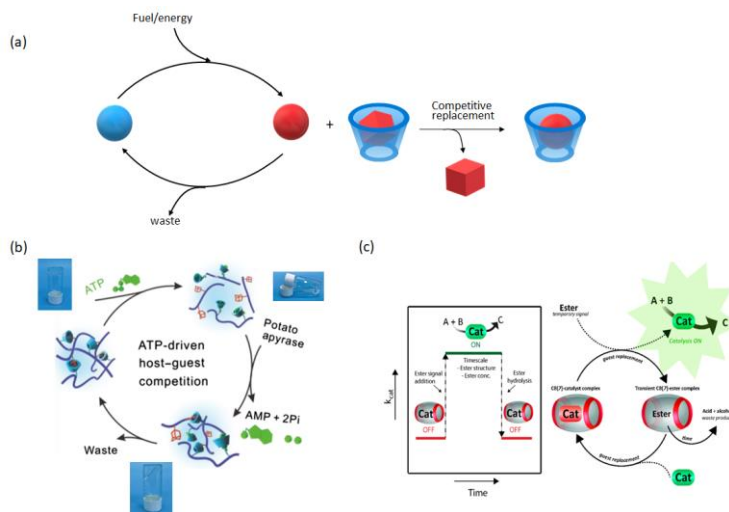 Fuel/energy
(a)
+
Competitive
replacement
waste
(b)
ATP
ATP-driven
host-guest
competition
Potato
apyrase
AMP + 2Pi
Waste
(c)
A + B
Cat
C
ON
Timescale
- Ester structure
- Ester conc.
Ester signal
addition
Ester
hydrolysis
kcat
Cat
OFF
Cat
OFF
Time
Ester
temporary signal
A + B
Cat
C
Catalysis ON
guest replacement
CB[7]-catalyst complex
Transient CB[7]-ester complex
Cat
Ester
Acid + alcohol
waste produc
time
guest replacement
Cat